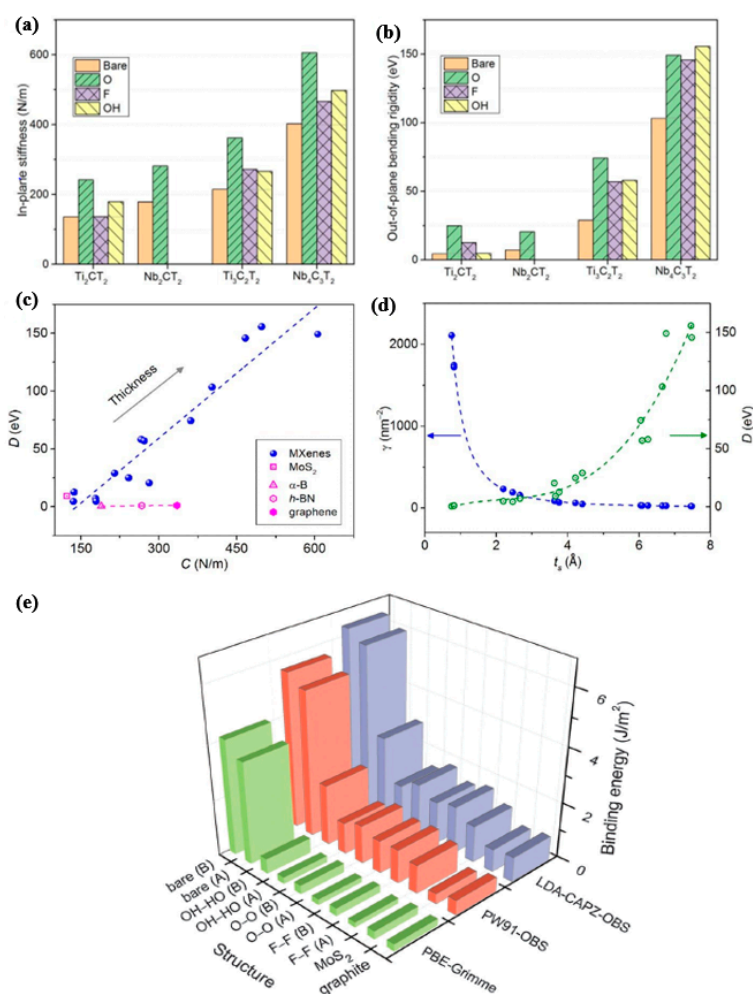 (a)
In-plane stiffness (N/m)
600
400
200
0
Bare
O
F
OH
Ti₂CT₂
Nb₂CT₂
Ti₃C₂T₂
Nb₄C₃T₂
(b)
Out-of-plane bending rigidity (eV)
150
100
50
0
Bare
O
F
OH
Ti₂CT₂
Nb₂CT₂
Ti₃C₂T₂
Nb₄C₃T₂
(c)
D (eV)
150
100
50
0
Thickness
MXenes
MoS₂
α-B
h-BN
graphene
150
300
450
600
C (N/m)
(d)
γ (nm⁻²)
2000
1000
0
150
100
50
0
D (eV)
0
2
4
6
8
tₛ (Å)
(e)
6
4
2
0
Binding energy (J/m²)
bare (B)
bare (A)
OH–HO (B)
OH–HO (A)
O–O (B)
O–O (A)
F–F (B)
F–F (A)
MoS₂
graphite
Structure
PBE-Grimme
PW91-OBS
LDA-CAPZ-OBS